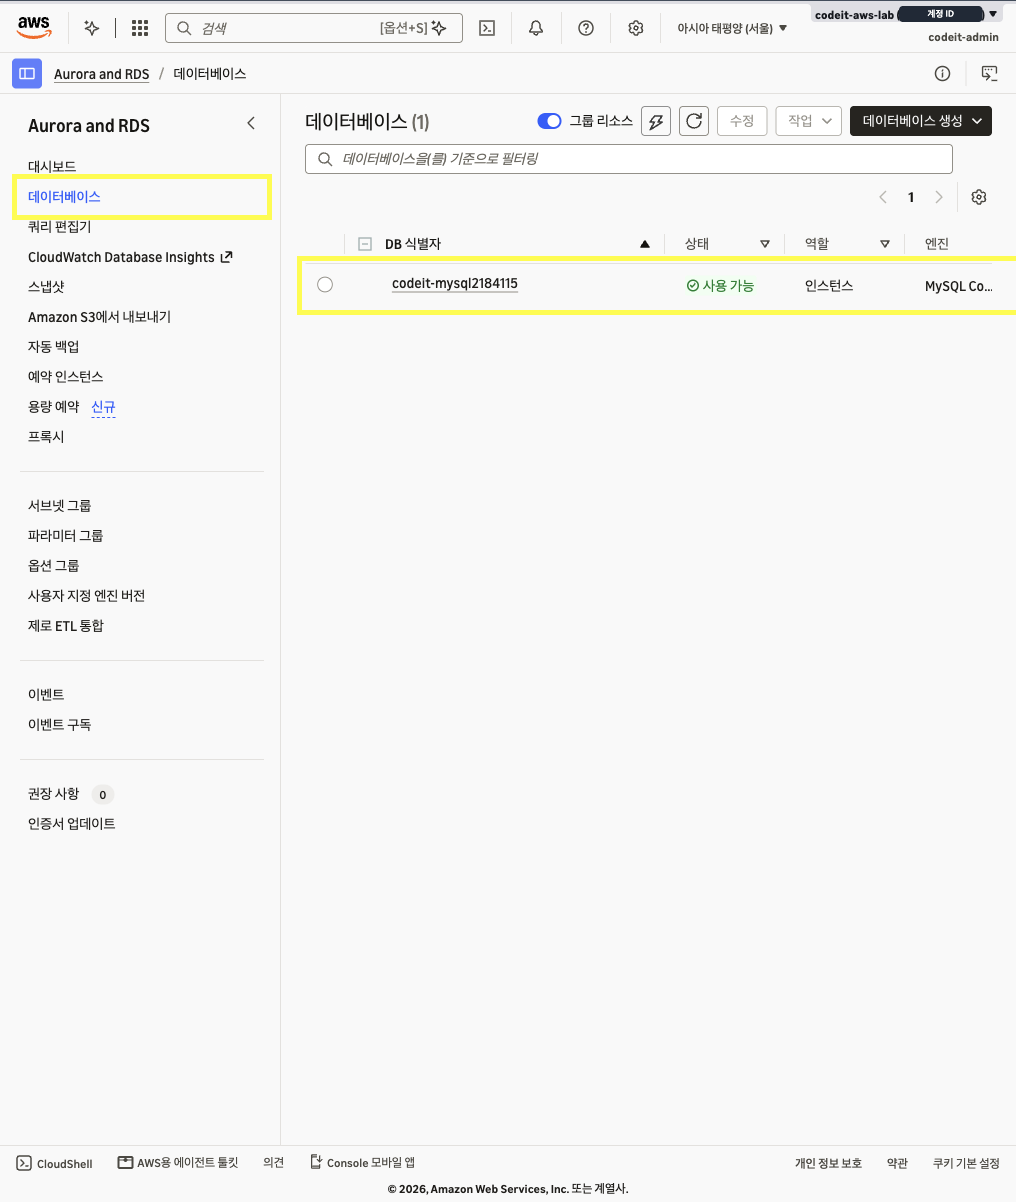 aws
검색
[옵션+S]
아시아 태평양 (서울)
codeit-aws-lab (
계정 ID
codeit-admin
Aurora and RDS / 데이터베이스
Aurora and RDS
대시보드
데이터베이스
쿼리 편집기
CloudWatch Database Insights
스냅샷
Amazon S3에서 내보내기
자동 백업
예약 인스턴스
용량 예약 신규
프록시
서브넷 그룹
파라미터 그룹
옵션 그룹
사용자 지정 엔진 버전
제로 ETL 통합
이벤트
이벤트 구독
권장 사항 0
인증서 업데이트
데이터베이스 (1)
그룹 리소스
수정
작업
데이터베이스 생성
데이터베이스을(를) 기준으로 필터링
1
DB 식별자 상태 역할 엔진
codeit-mysql2184115 사용 가능 인스턴스 MySQL Co...
CloudShell AWS용 에이전트 툴킷 의견 Console 모바일 앱 개인 정보 보호 약관 쿠키 기본 설정
© 2026, Amazon Web Services, Inc. 또는 계열사.